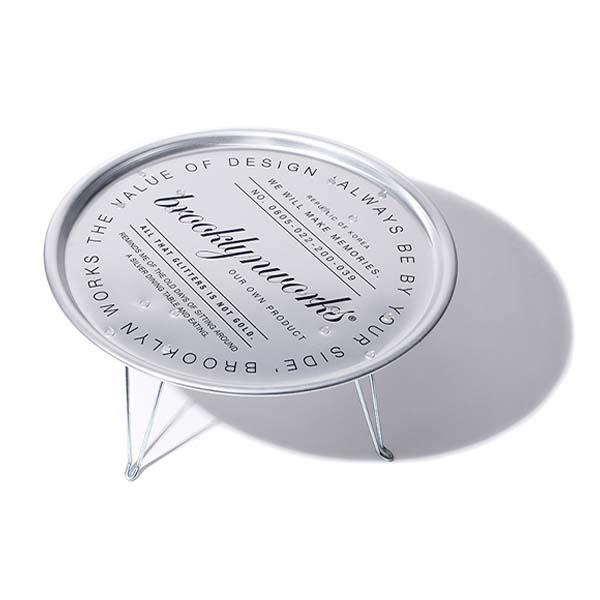 BROOKLYN WORKS THE VALUE OF DESIGN 'ALWAYS BE BY YOUR SIDE'
REPUBLIC OF KOREA
WE WILL MAKE MEMORIES.
NO. 0805-022-200-039
brooklynworks®
OUR OWN PRODUCT
ALL THAT GLITTERS IS NOT GOLD.
REMINDS ME OF THE OLD DAYS OF SITTING AROUND
A SILVER DINING TABLE AND EATING.